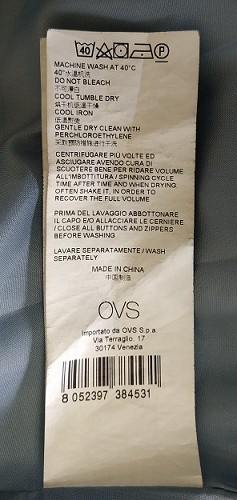 40 P
MACHINE WASH AT 40°C
40°水温机洗
DO NOT BLEACH
不可漂白
COOL TUMBLE DRY
烘干机低温干燥
COOL IRON
低温熨烫
GENTLE DRY CLEAN WITH
PERCHLOROETHYLENE
CENTRIFUGARE PIÙ VOLTE ED
ASCIUGARE AVENDO CURA DI
SCUOTERE BENE PER RIDARE VOLUME
ALL'IMBOTTITURA / SPINNING CYCLE
TIME AFTER TIME AND WHEN DRYING,
OFTEN SHAKE IT, IN ORDER TO
RECOVER THE FULL VOLUME
PRIMA DEL LAVAGGIO ABBOTTONARE
IL CAPO E/O ALLACCIARE LE CERNIERE
/ CLOSE ALL BUTTONS AND ZIPPERS
BEFORE WASHING
LAVARE SEPARATAMENTE / WASH
SEPARATELY
MADE IN CHINA
中国制造
OVS
Importato da OVS S.p.a.
Via Terraglio, 17
30174 Venezia
8 052397 384531